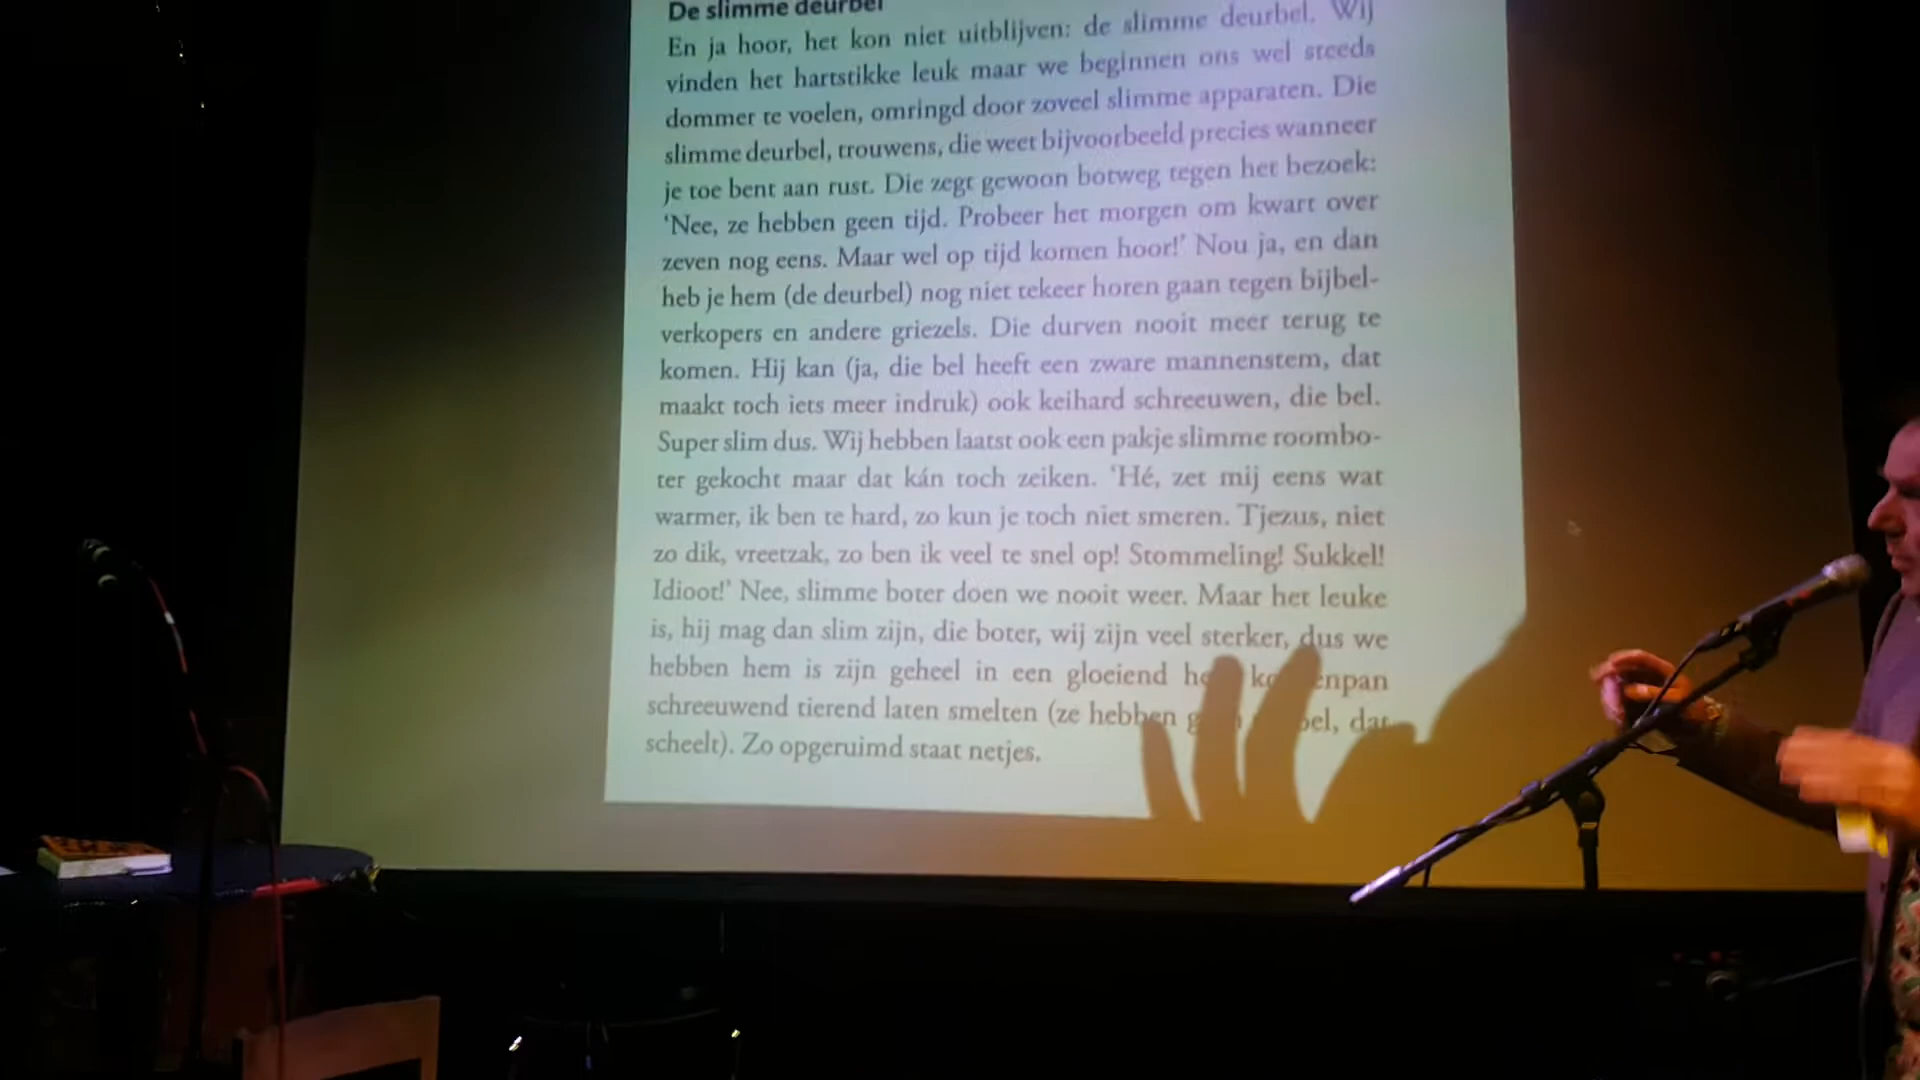 De slimme deurbel
En ja hoor, het kon niet uitblijven: de slimme deurbel. Wij
vinden het hartstikke leuk maar we beginnen ons wel steeds
dommer te voelen, omringd door zoveel slimme apparaten. Die
slimme deurbel, trouwens, die weet bijvoorbeeld precies wanneer
je toe bent aan rust. Die zegt gewoon botweg tegen het bezoek:
‘Nee, ze hebben geen tijd. Probeer het morgen om kwart over
zeven nog eens. Maar wel op tijd komen hoor!’ Nou ja, en dan
heb je hem (de deurbel) nog niet tekeer horen gaan tegen bijbel-
verkopers en andere griezels. Die durven nooit meer terug te
komen. Hij kan (ja, die bel heeft een zware mannenstem, dat
maakt toch iets meer indruk) ook keihard schreeuwen, die bel.
Super slim dus. Wij hebben laatst ook een pakje slimme roombo-
ter gekocht maar dat kán toch zeiken. ‘Hé, zet mij eens wat
warmer, ik ben te hard, zo kun je toch niet smeren. Tjezus, niet
zo dik, vreetzak, zo ben ik veel te snel op! Stommeling! Sukkel!
Idioot!’ Nee, slimme boter doen we nooit weer. Maar het leuke
is, hij mag dan slim zijn, die boter, wij zijn veel sterker, dus we
hebben hem is zijn geheel in een gloeiend
schreeuwend tierend laten smelten (ze hebben dat
scheelt). Zo opgeruimd staat netjes.